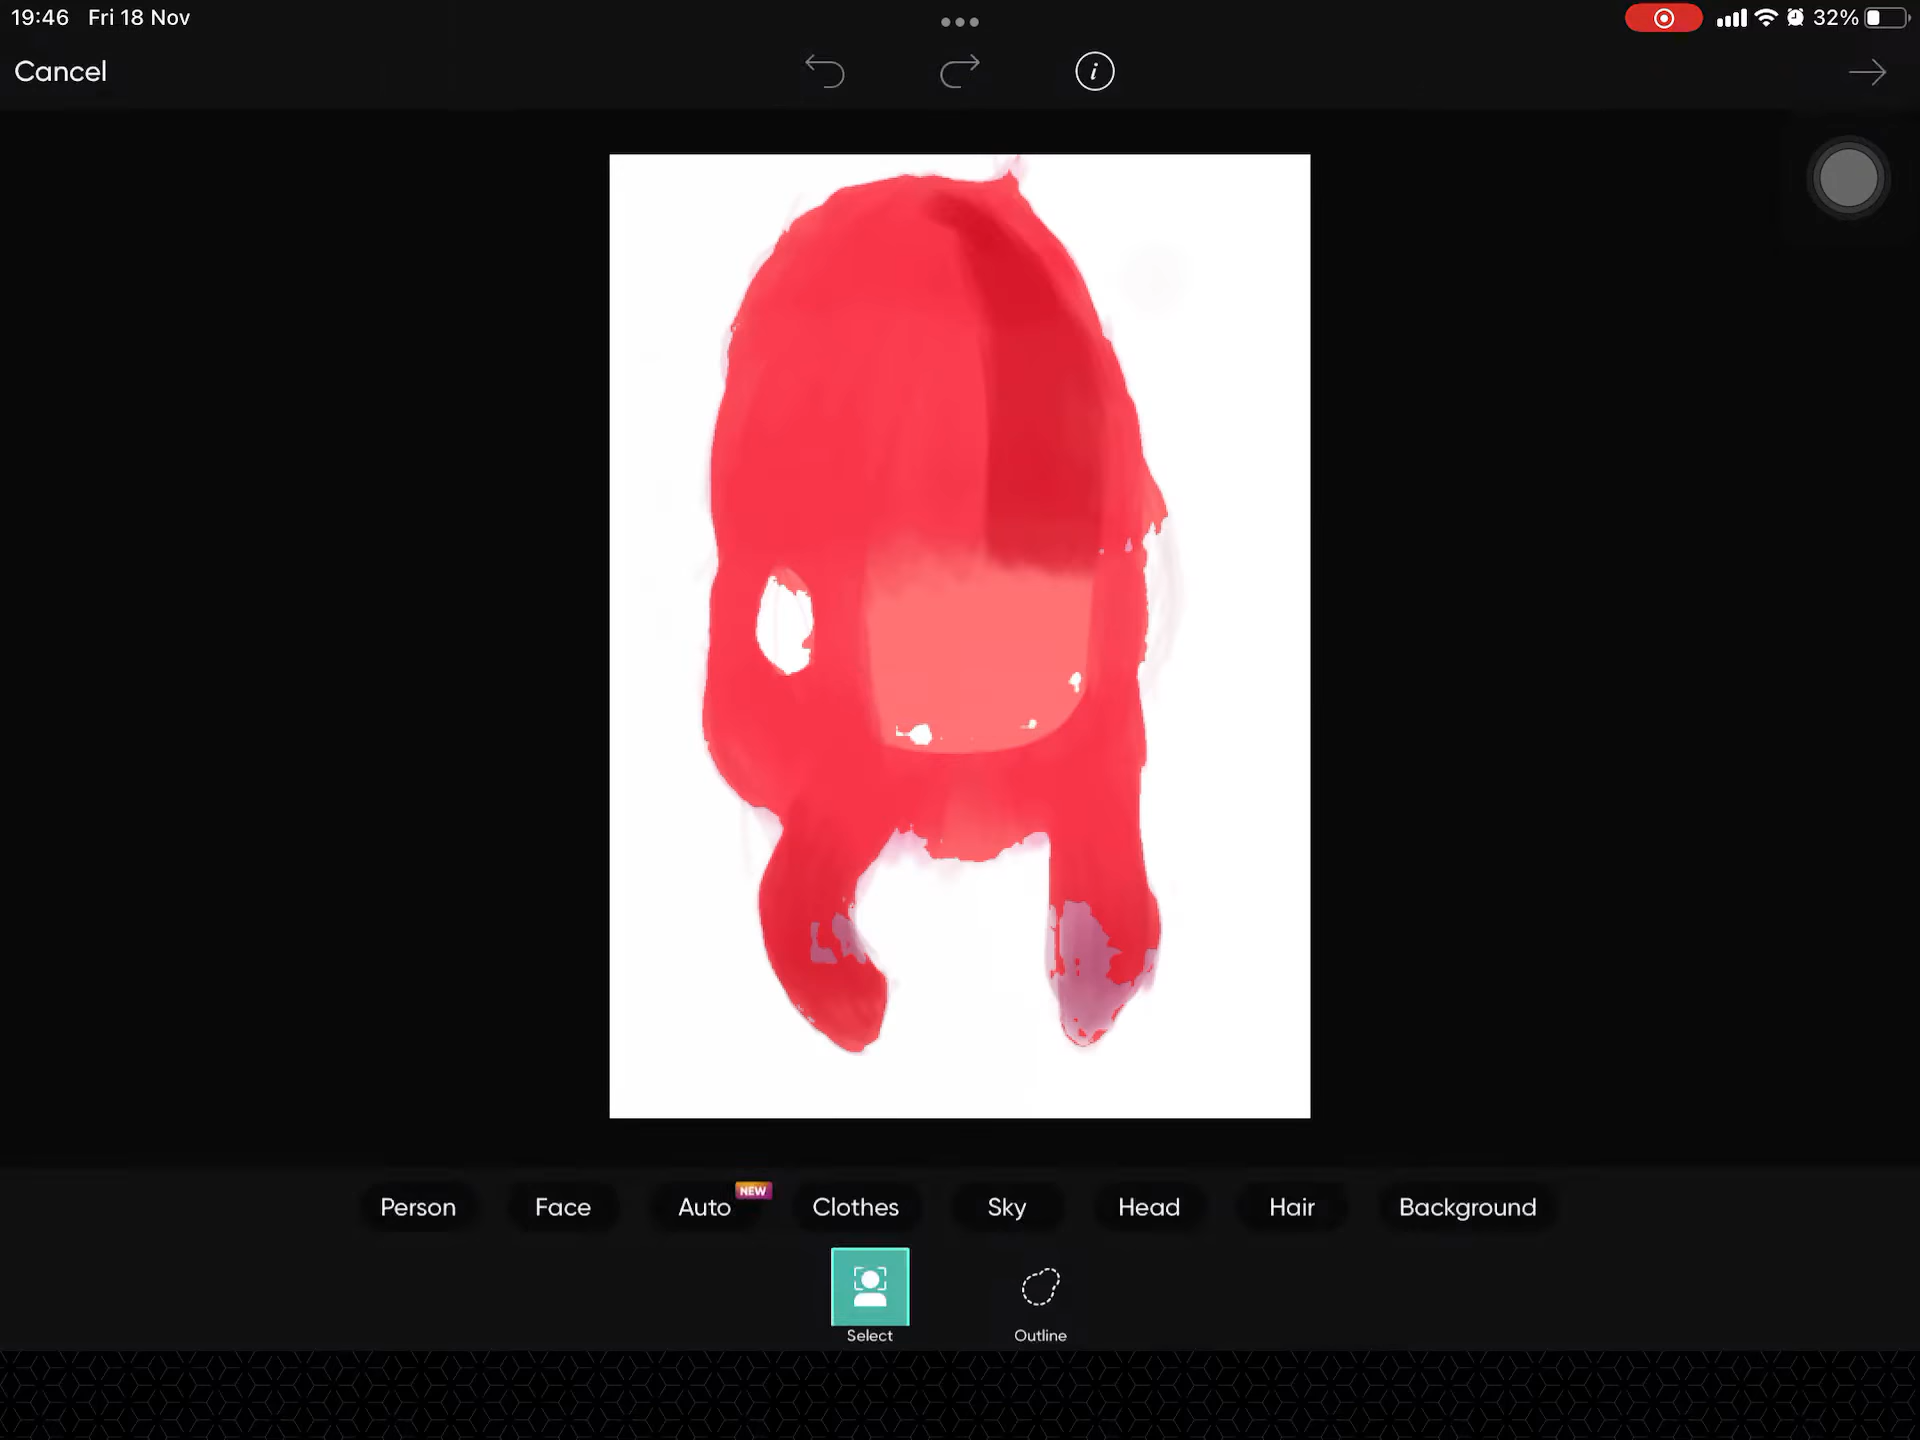 19:46 Fri 18 Nov
32%
Cancel
i
Person Face Auto NEW Clothes Sky Head Hair Background
Select Outline